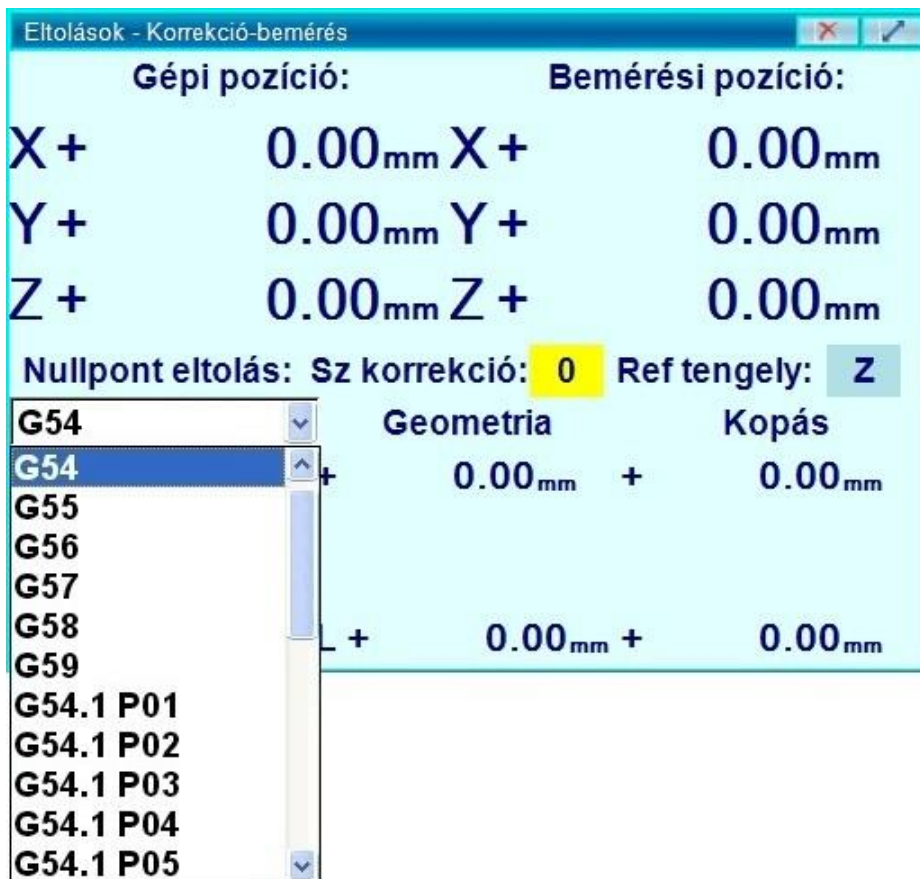 Eltolások - Korrekció-bemérés
Gépi pozíció: Bemérési pozíció:
X + 0.00mm X + 0.00mm
Y + 0.00mm Y + 0.00mm
Z + 0.00mm Z + 0.00mm
Nullpont eltolás: Sz korrekció: 0 Ref tengely: Z
G54 Geometria Kopás
G54 + 0.00mm + 0.00mm
G55
G56
G57
G58 L + 0.00mm + 0.00mm
G59
G54.1 P01
G54.1 P02
G54.1 P03
G54.1 P04
G54.1 P05